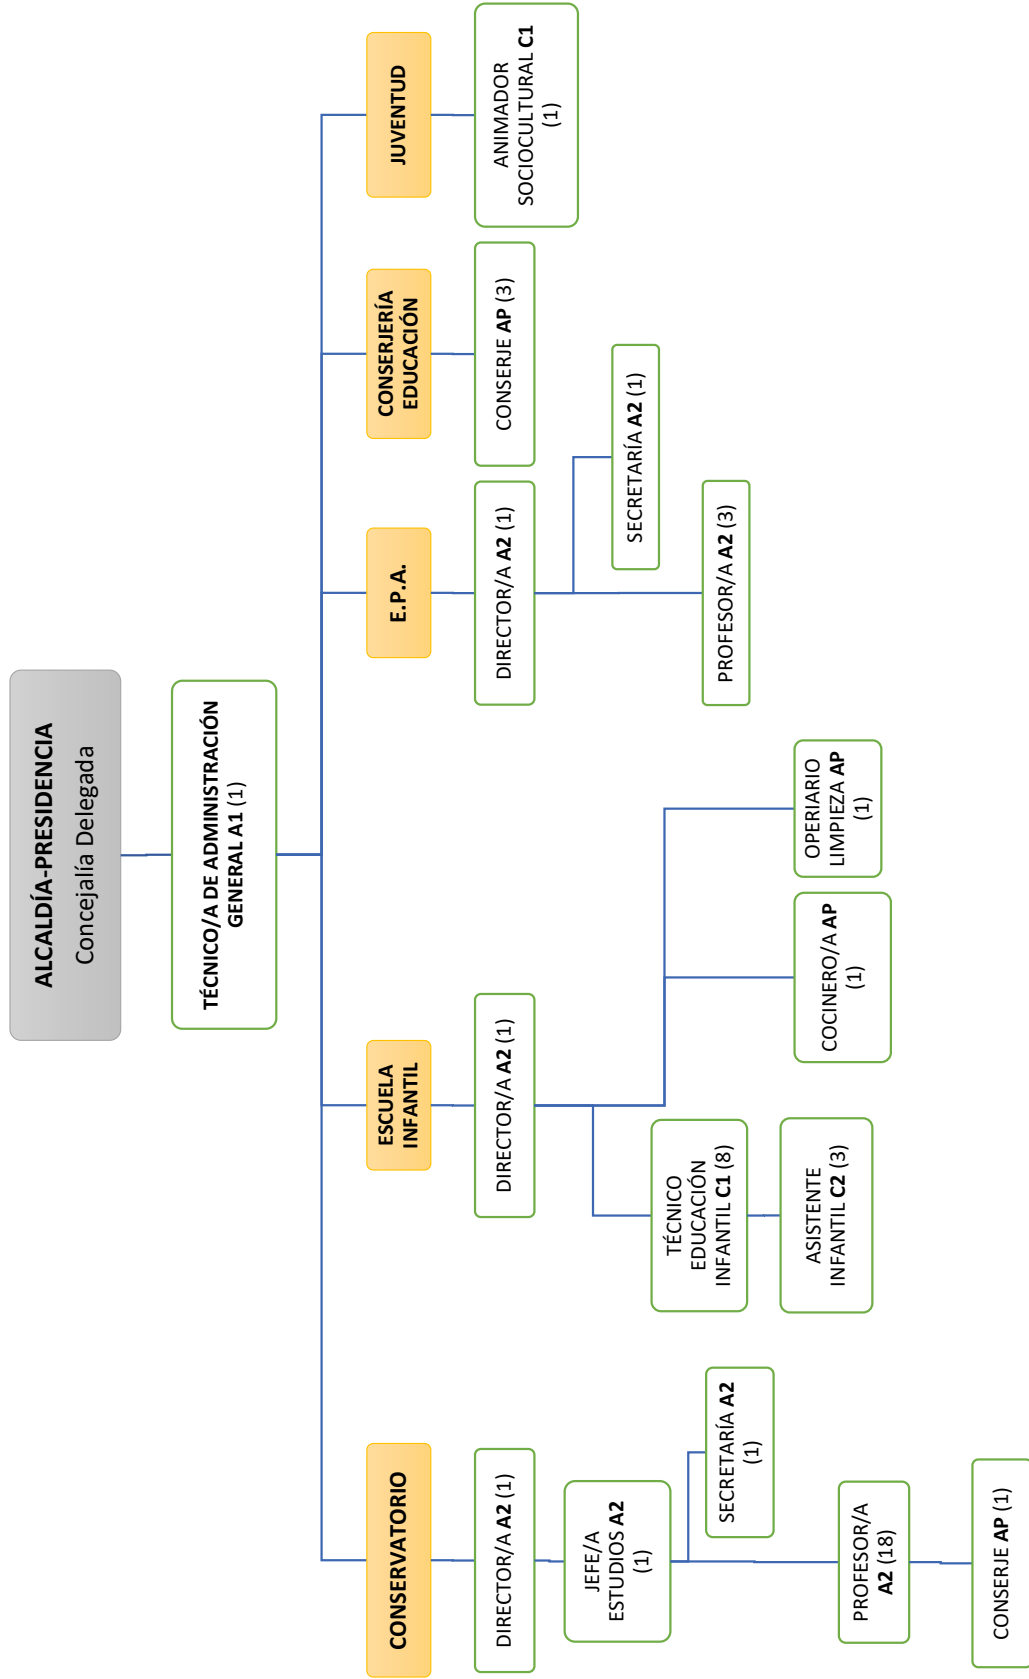 ALCALDÍA-PRESIDENCIA
Concejalía Delegada
TÉCNICO/A DE ADMINISTRACIÓN
GENERAL A1 (1)
CONSERVATORIO
ESCUELA
INFANTIL
E.P.A.
CONSERJERÍA
EDUCACIÓN
JUVENTUD
DIRECTOR/A A2 (1)
DIRECTOR/A A2 (1)
DIRECTOR/A A2 (1)
CONSERJE AP (3)
ANIMADOR
SOCIOCULTURAL C1
(1)
JEFE/A
ESTUDIOS A2
(1)
SECRETARÍA A2
(1)
PROFESOR/A
A2 (18)
CONSERJE AP (1)
TÉCNICO
EDUCACIÓN
INFANTIL C1 (8)
ASISTENTE
INFANTIL C2 (3)
COCINERO/A AP
(1)
OPERIARIO
LIMPIEZA AP
(1)
SECRETARÍA A2 (1)
PROFESOR/A A2 (3)